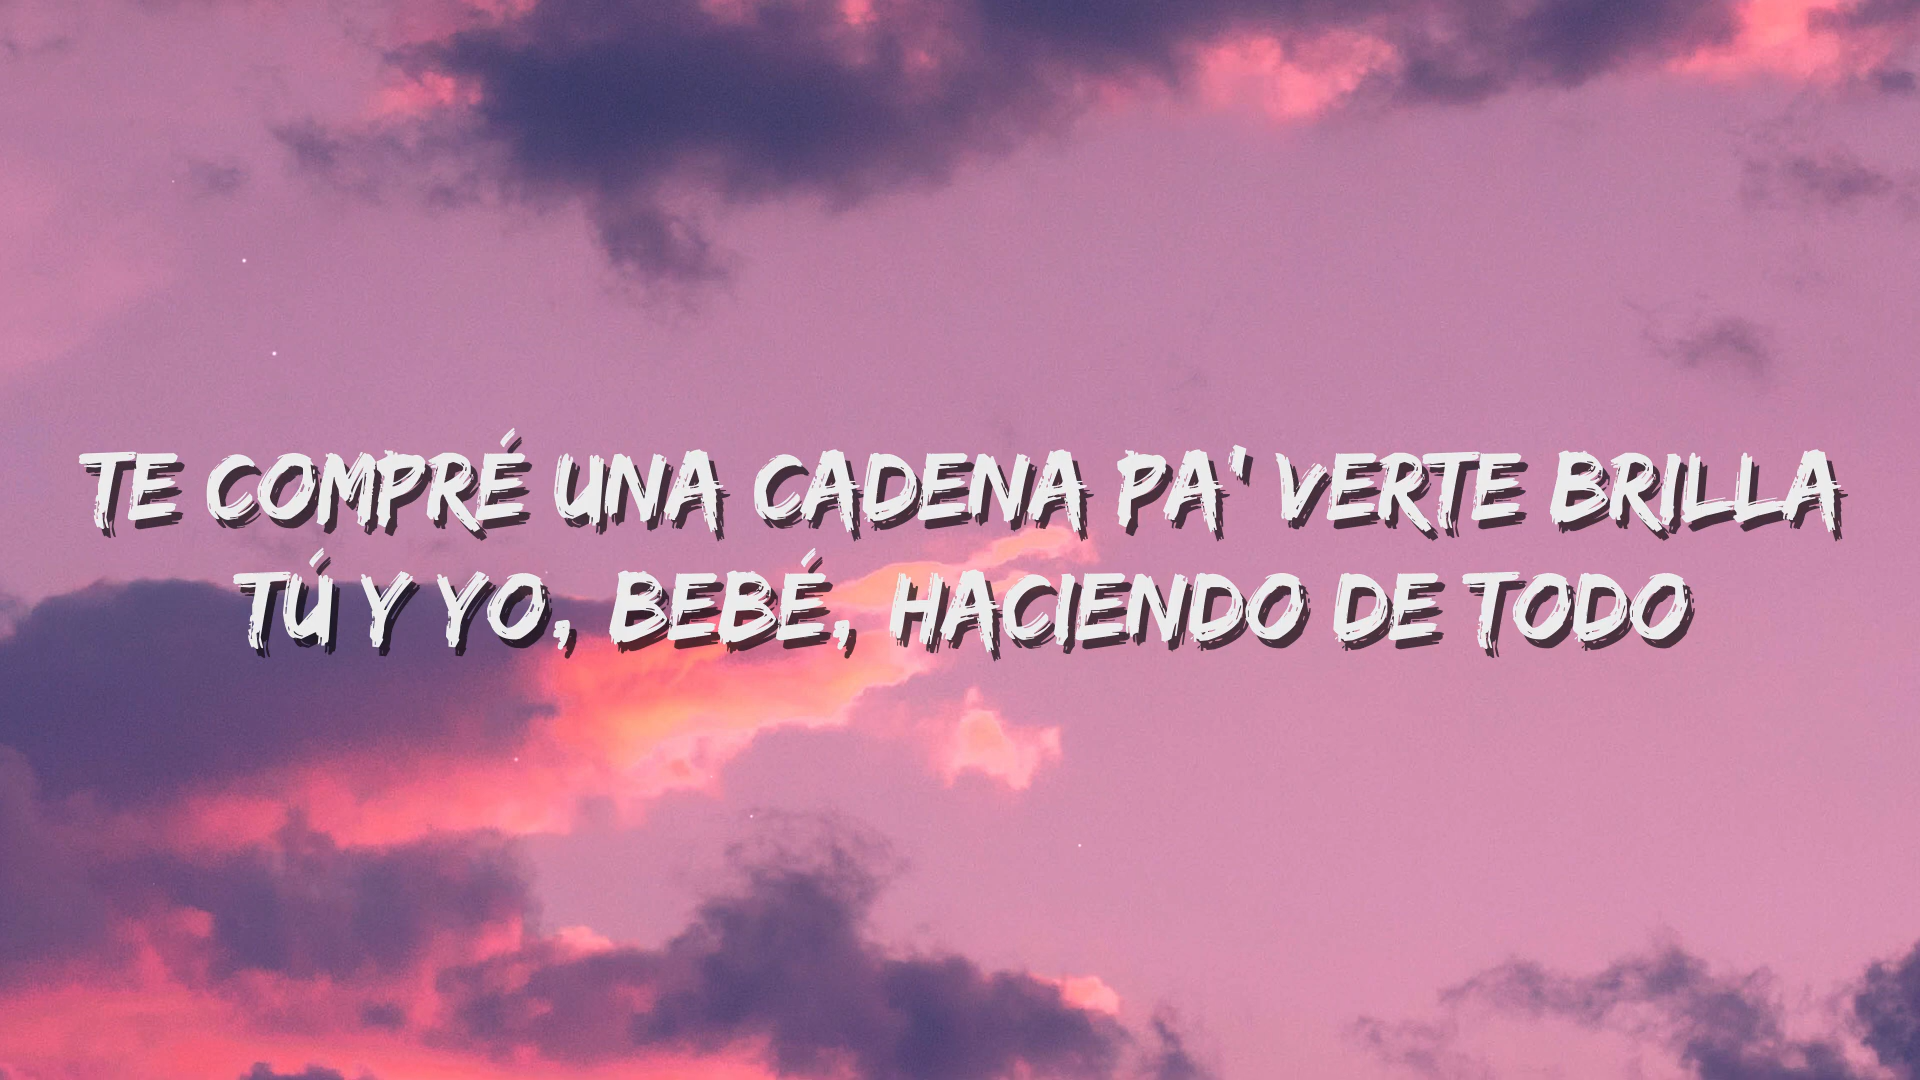 TE COMPRÉ UNA CADENA PA' VERTE BRILLA
TÚ Y YO, BEBÉ, HACIENDO DE TODO